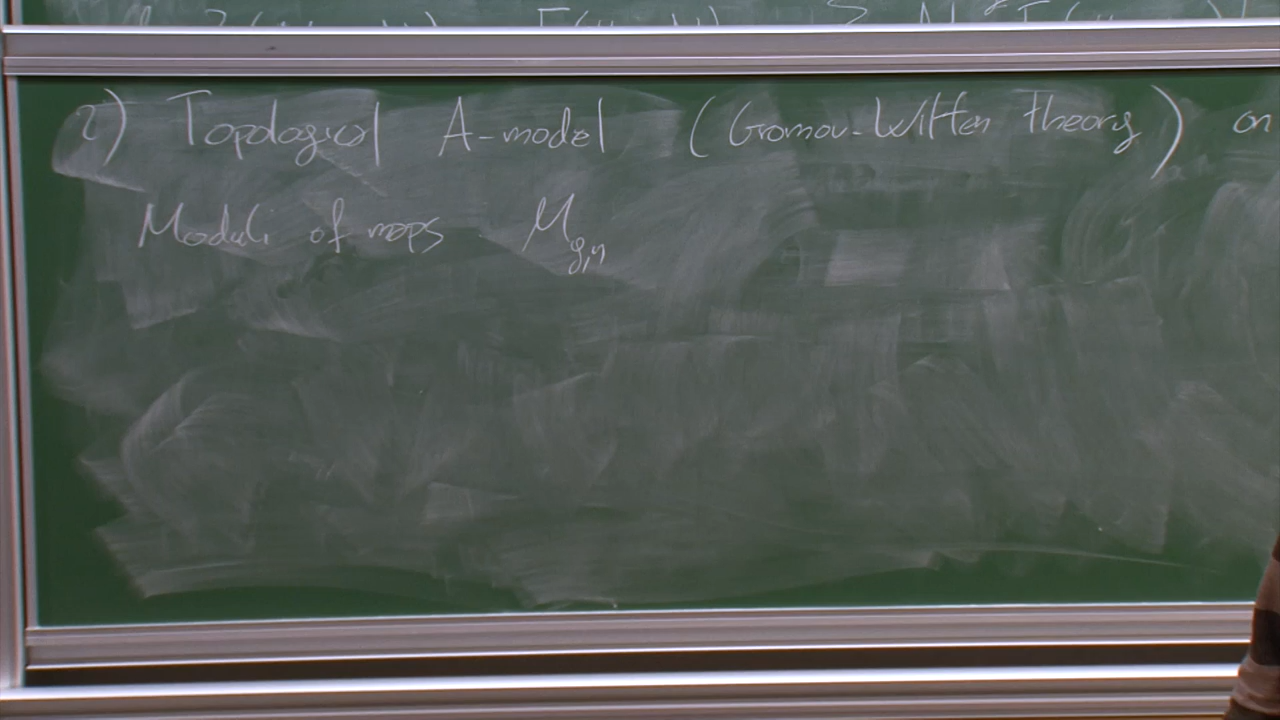 2) Topological A-model (Gromov-Witten theory) on
Moduli of maps M_{g,n}